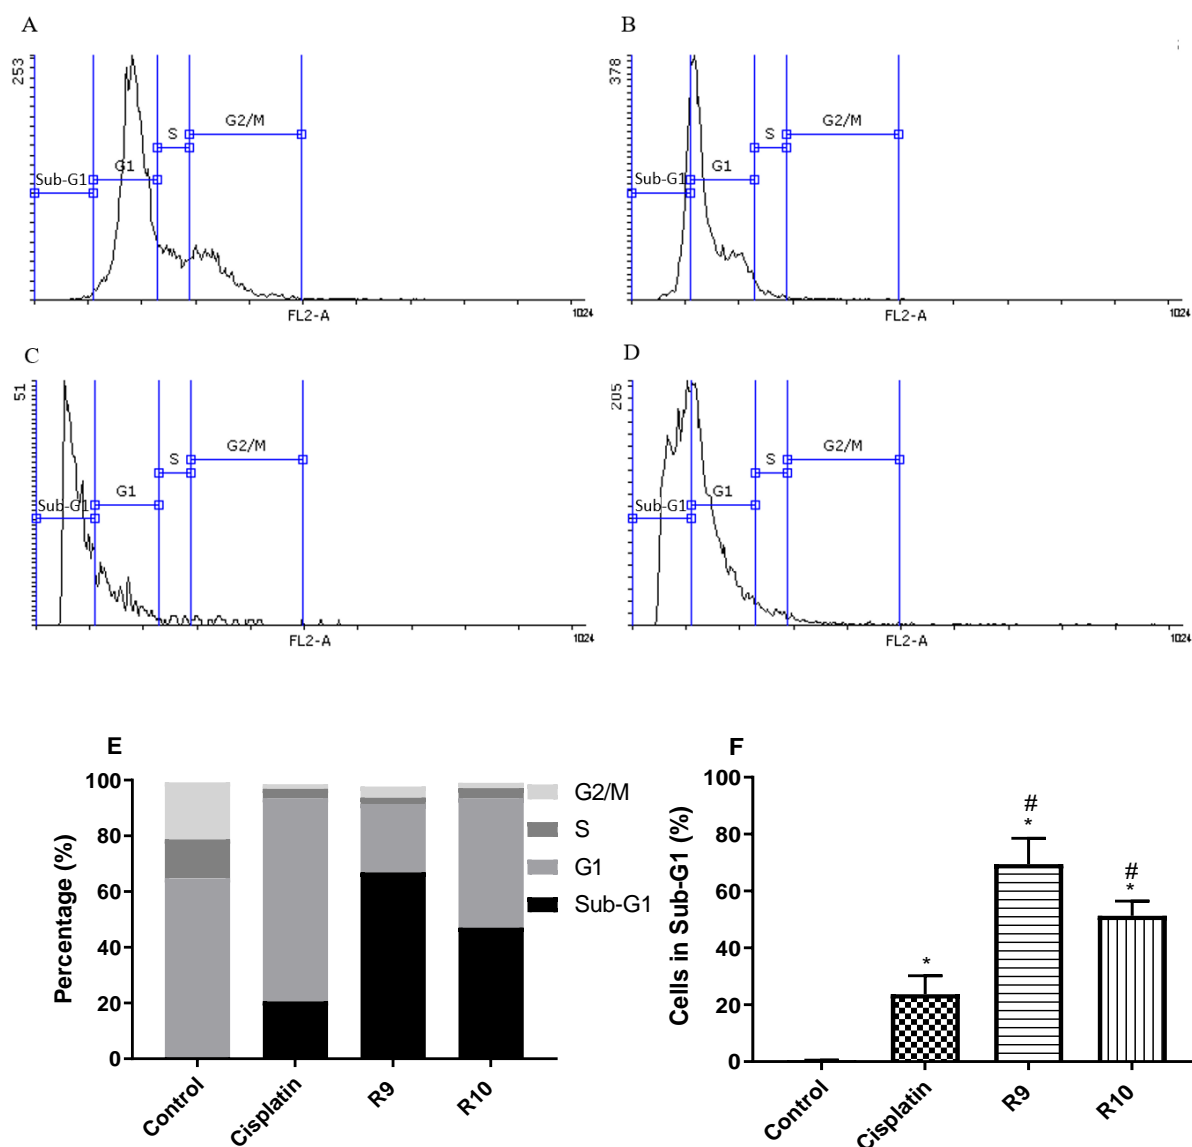 A
253
Sub-G1
G1
S
G2/M
FL2-A
1024
B
378
Sub-G1
G1
S
G2/M
FL2-A
1024
C
51
Sub-G1
G1
S
G2/M
FL2-A
1024
D
205
Sub-G1
G1
S
G2/M
FL2-A
1024
E
Percentage (%)
100
80
60
40
20
0
Control
Cisplatin
R9
R10
G2/M
S
G1
Sub-G1
F
Cells in Sub-G1 (%)
100
80
60
40
20
0
*
#
*
#
*
Control
Cisplatin
R9
R10